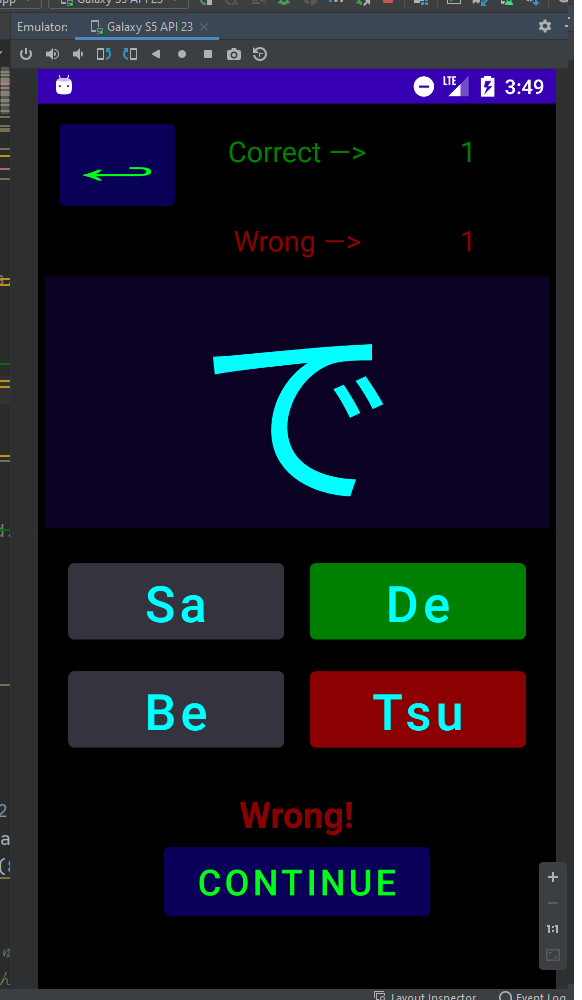 Emulator: Galaxy S5 API 23
LTE 3:49
Correct —> 1
Wrong —> 1
で
Sa De
Be Tsu
Wrong!
CONTINUE
1:1
Layout Inspector Event Log